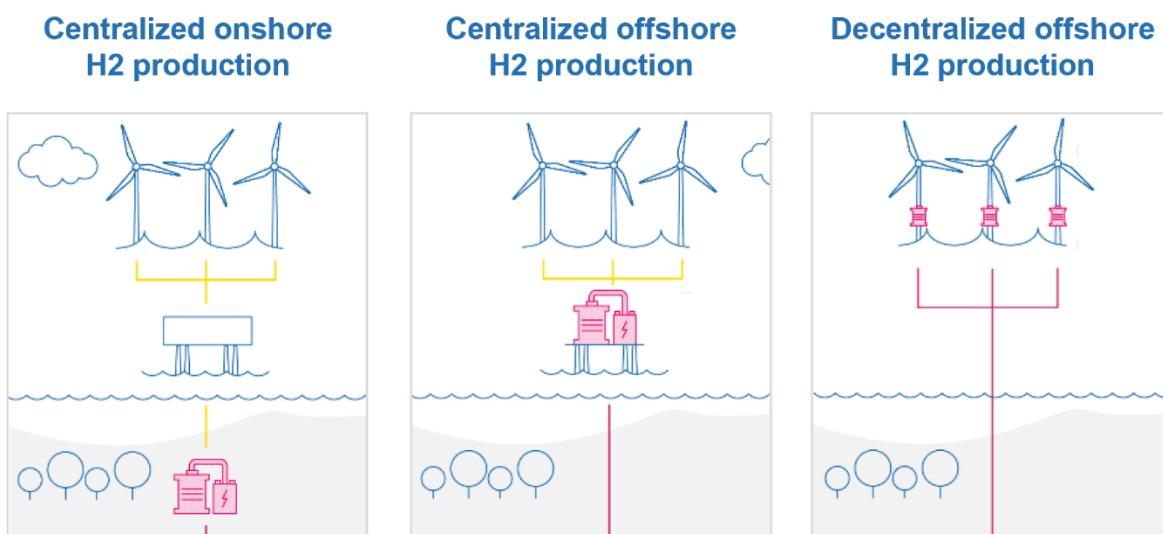 Centralized onshore
H2 production
Centralized offshore
H2 production
Decentralized offshore
H2 production